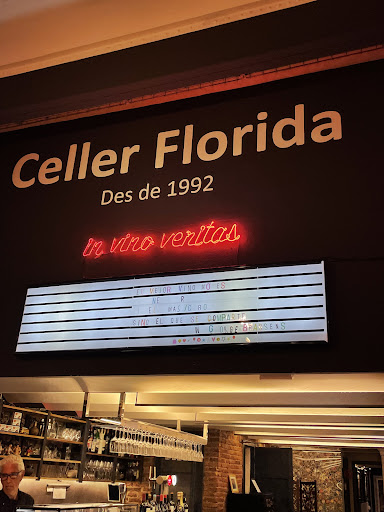 Celler Florida
Des de 1992
in vino veritas
EL MEJOR VINO NO ES
SINO EL QUE SE COMPARTE